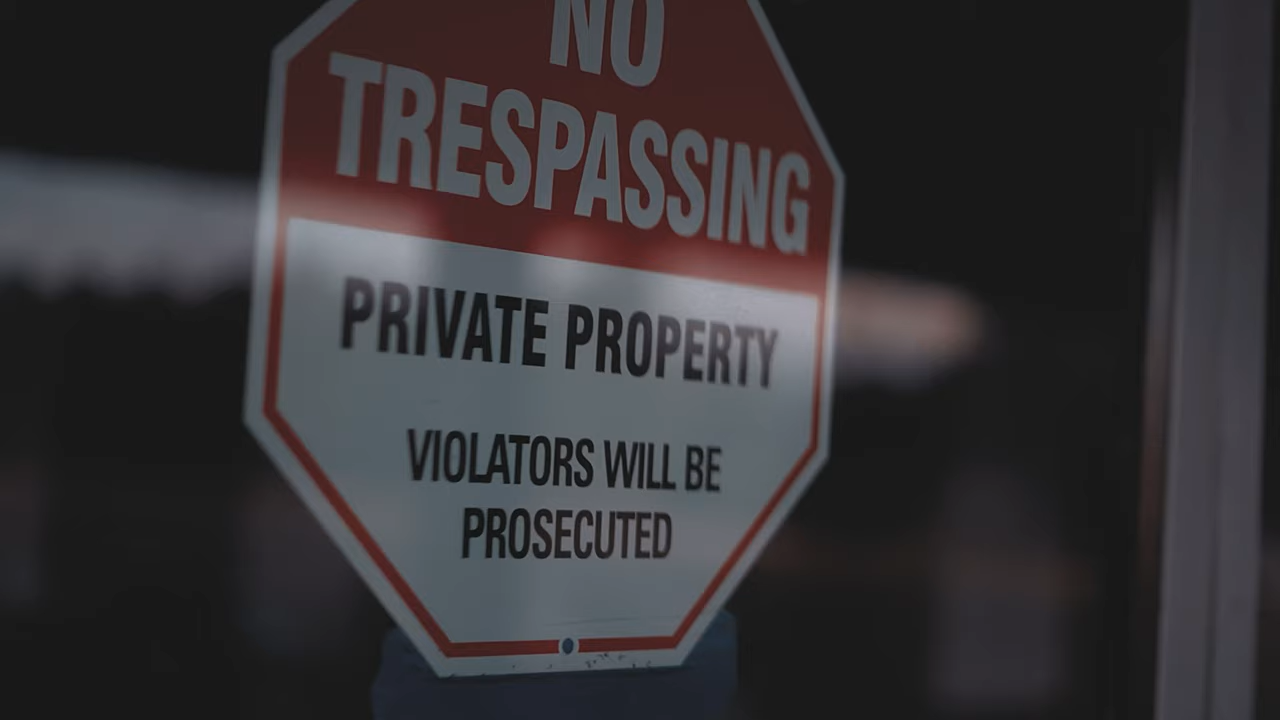 NO
TRESPASSING
PRIVATE PROPERTY
VIOLATORS WILL BE
PROSECUTED